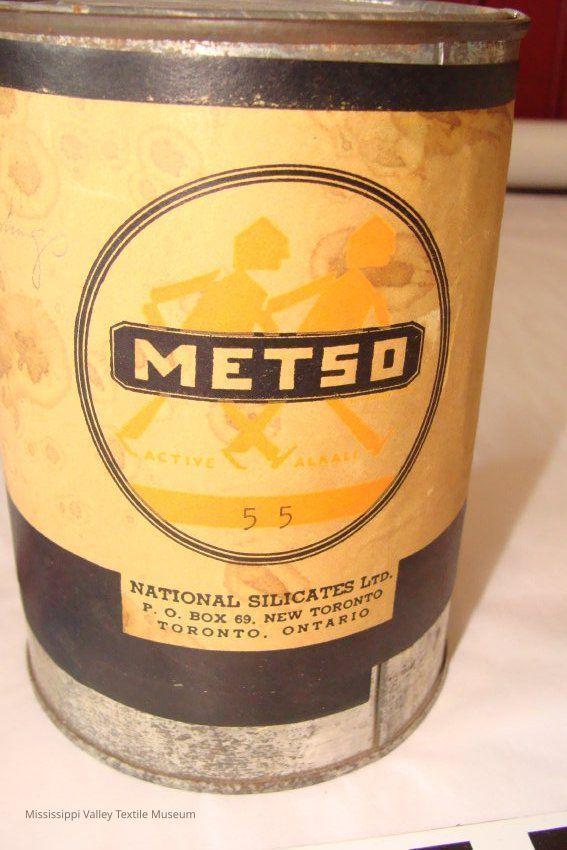 METSO
ACTIVE ALKALI
55
NATIONAL SILICATES LTD.
P. O. BOX 69, NEW TORONTO
TORONTO, ONTARIO
Mississippi Valley Textile Museum